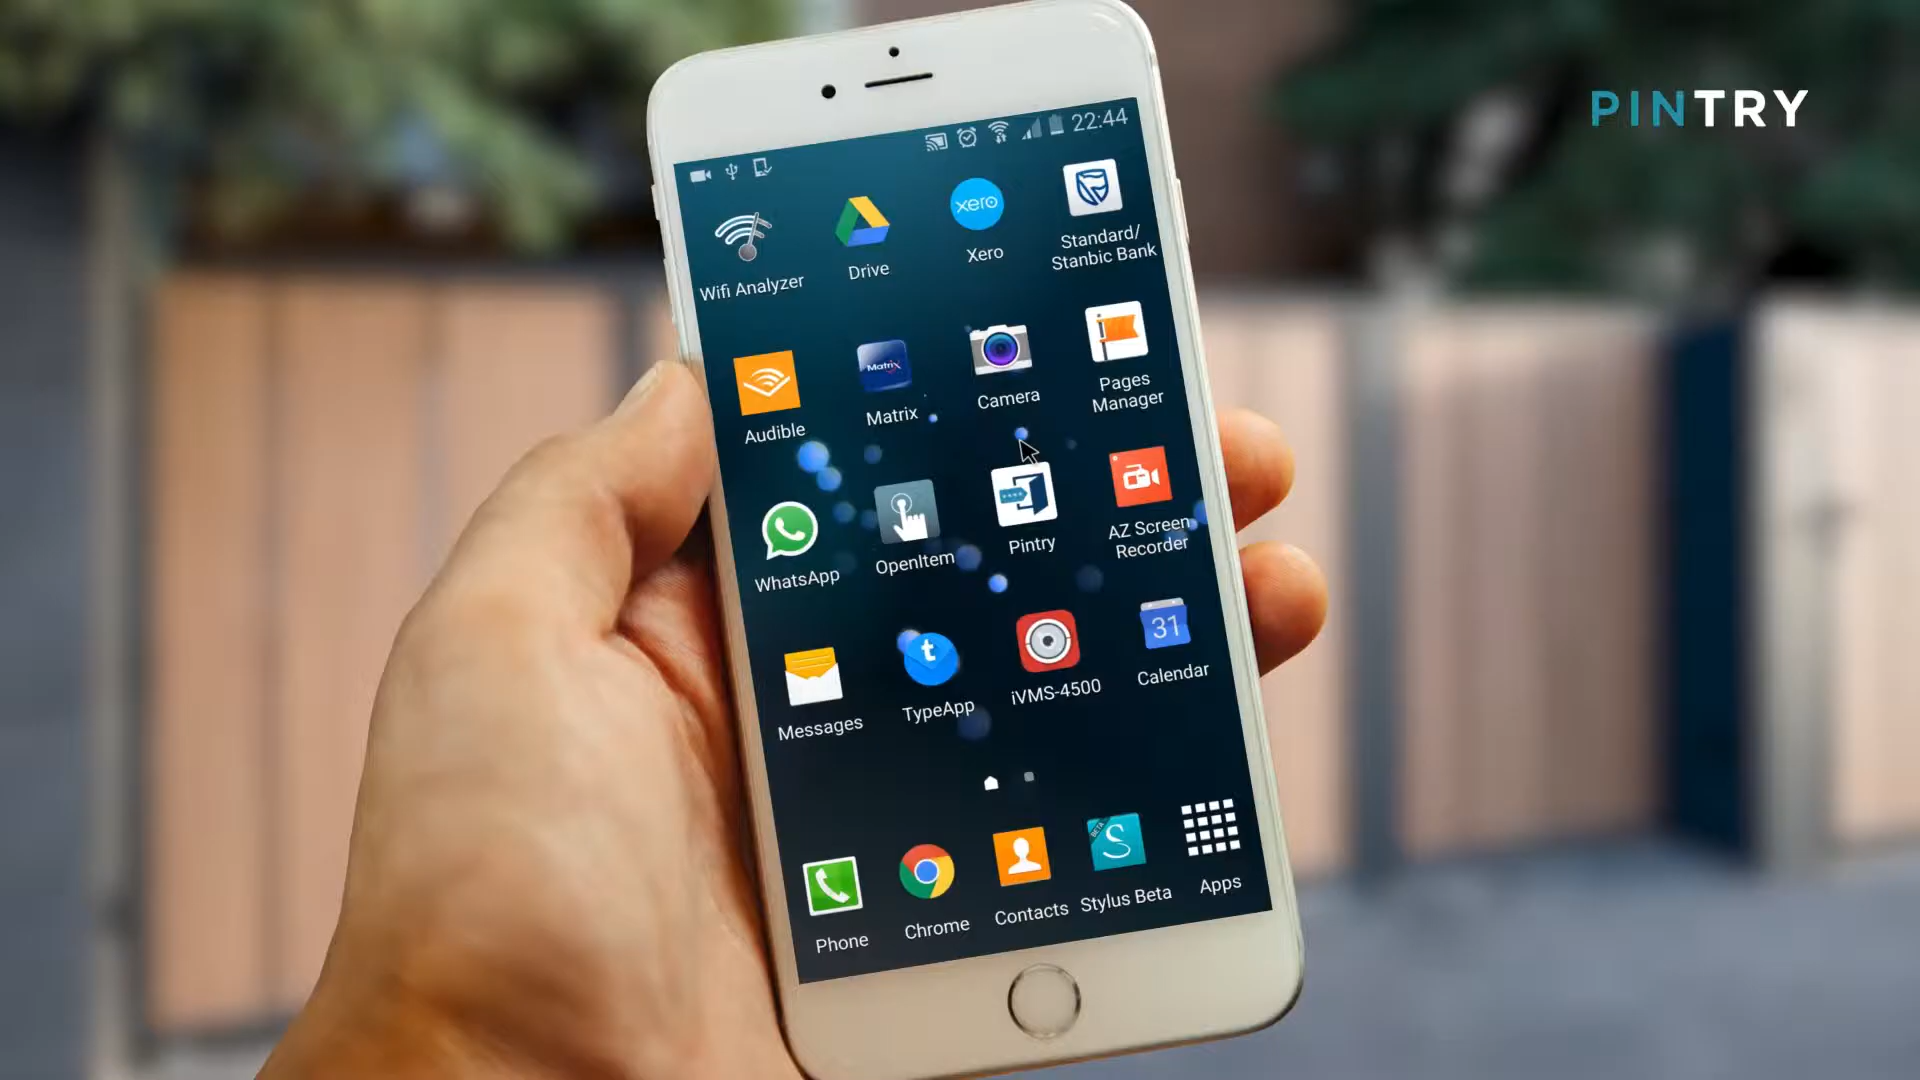 PINTRY
22:44
Wifi Analyzer
Drive
xero
Xero
Standard/
Stanbic Bank
Audible
Matrix
Matrix
Camera
Pages
Manager
WhatsApp
OpenItem
Pintry
AZ Screen
Recorder
Messages
t
TypeApp
iVMS-4500
31
Calendar
Phone
Chrome
Contacts
BETA
S
Stylus Beta
Apps